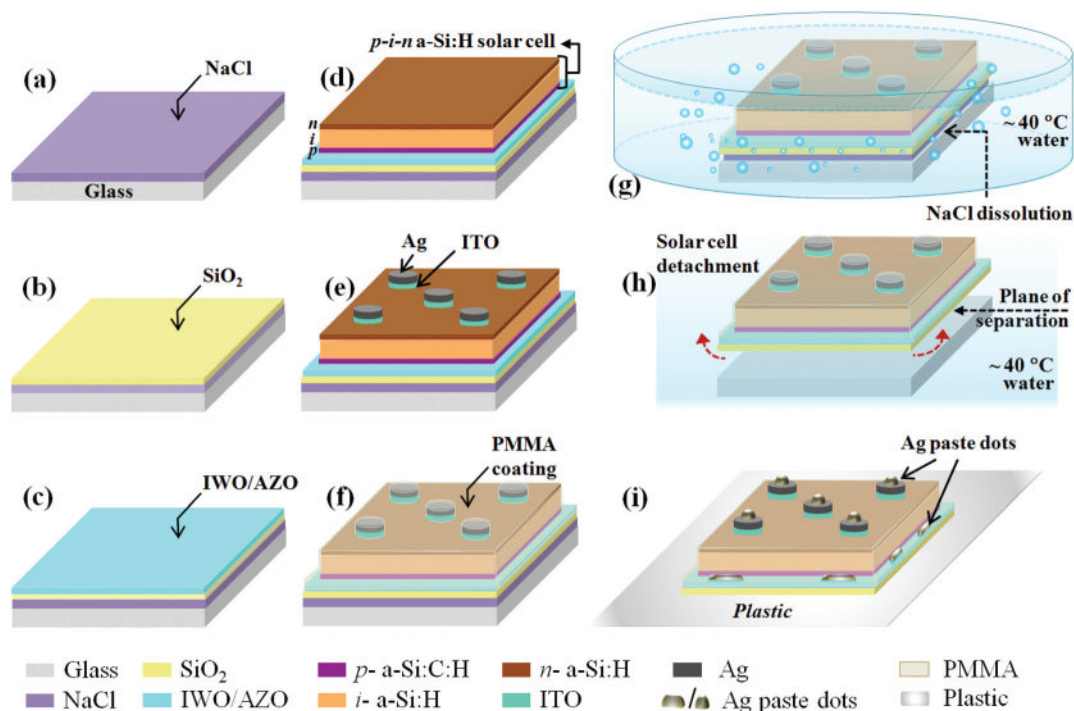 (a)
NaCl
Glass
(b)
SiO2
(c)
IWO/AZO
p-i-n a-Si:H solar cell
(d)
n
i
p
Ag
ITO
(e)
PMMA
coating
(f)
~ 40 °C
water
(g)
NaCl dissolution
Solar cell
detachment
(h)
Plane of
separation
~ 40 °C
water
Ag paste dots
(i)
Plastic
Glass
SiO2
p- a-Si:C:H
n- a-Si:H
Ag
PMMA
NaCl
IWO/AZO
i- a-Si:H
ITO
/
Ag paste dots
Plastic